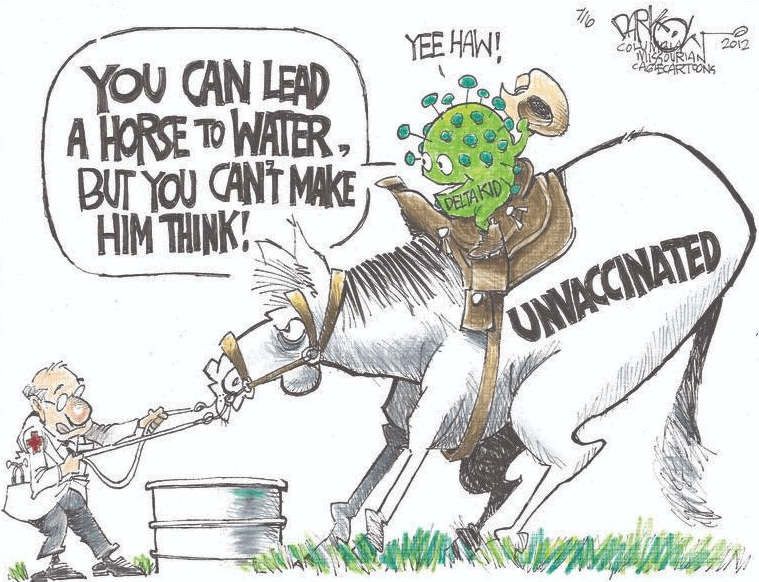 YEE HAW!
7/6
DARKOW
© 2012
COLUMBIA
MISSOURIAN
CAGLECARTOONS
YOU CAN LEAD
A HORSE TO WATER,
BUT YOU CAN'T MAKE
HIM THINK!
DELTA KID
UNVACCINATED